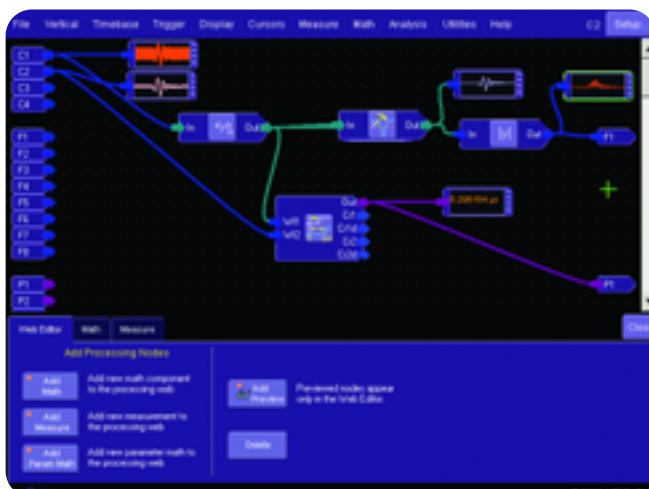 File Vertical Timebase Trigger Display Cursors Measure Math Analysis Utilities Help C2 Setup...
C1
C2
C3
C4
In Out
In Out
In Out
F1
F1
F2
F3
F4
F5
F6
F7
F8
Out
P1
P1
P2
Web Editor Math Measure Close
Add Processing Nodes
Add Math
Add new math component
to the processing web
Add Preview
Previewed nodes appear
only in the Web Editor.
Add Measure
Add new measurement to
the processing web
Delete
Add Param Math
Add new parameter math to
the processing web